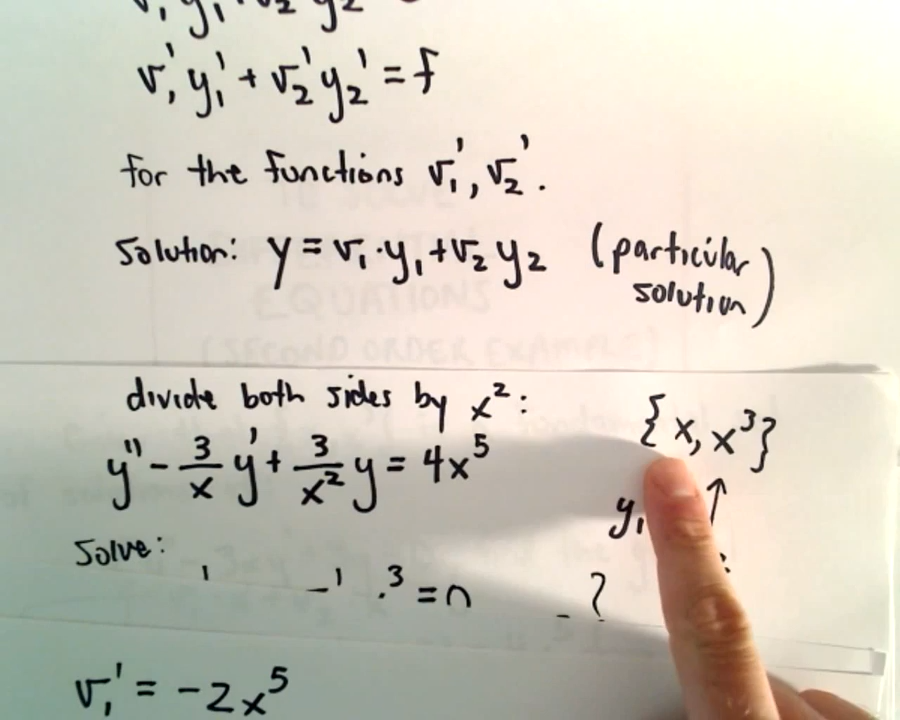 v₁'y₁' + v₂'y₂' = f
for the functions v₁', v₂'.
Solution: y = v₁·y₁ + v₂y₂ (particular
solution)
divide both sides by x²:
{x, x³}
y'' - 3/x y' + 3/x² y = 4x⁵
y₁ ↑
Solve:
v₁' = -2x⁵